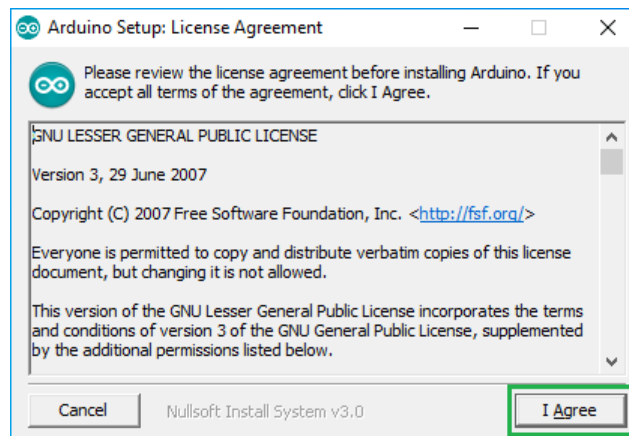 Arduino Setup: License Agreement
Please review the license agreement before installing Arduino. If you
accept all terms of the agreement, click I Agree.
GNU LESSER GENERAL PUBLIC LICENSE
Version 3, 29 June 2007
Copyright (C) 2007 Free Software Foundation, Inc. <http://fsf.org/>
Everyone is permitted to copy and distribute verbatim copies of this license
document, but changing it is not allowed.
This version of the GNU Lesser General Public License incorporates the terms
and conditions of version 3 of the GNU General Public License, supplemented
by the additional permissions listed below.
Cancel
Nullsoft Install System v3.0
I Agree